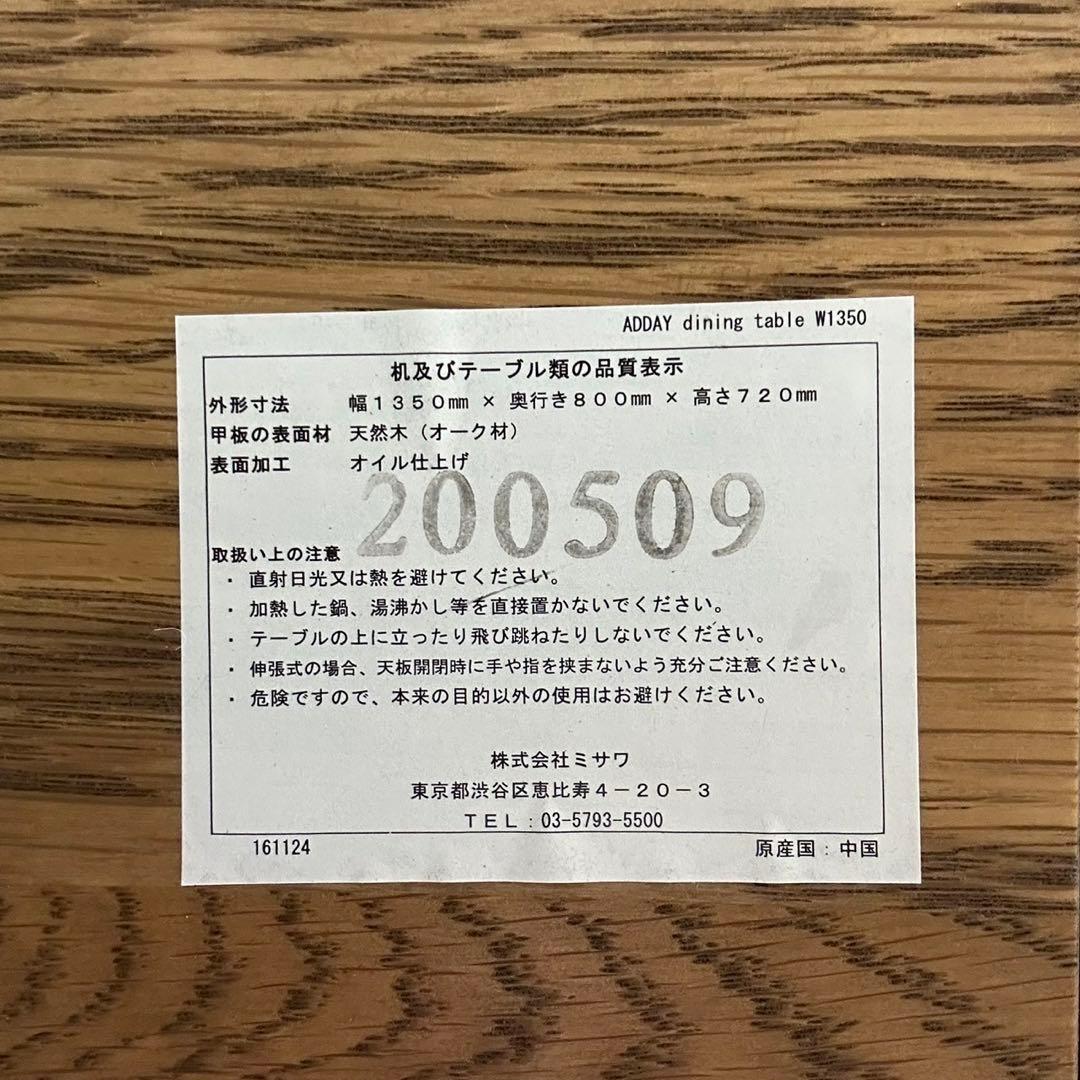 ADDAY dining table W1350
机及びテーブル類の品質表示
外形寸法 幅1350㎜ × 奥行き800㎜ × 高さ720㎜
甲板の表面材 天然木（オーク材）
表面加工 オイル仕上げ
200509
取扱い上の注意
・ 直射日光又は熱を避けてください。
・ 加熱した鍋、湯沸かし等を直接置かないでください。
・ テーブルの上に立ったり飛び跳ねたりしないでください。
・ 伸張式の場合、天板開閉時に手や指を挟まないよう充分ご注意ください。
・ 危険ですので、本来の目的以外の使用はお避けください。
株式会社ミサワ
東京都渋谷区恵比寿4－20－3
ＴＥＬ：03-5793-5500
161124 原産国：中国